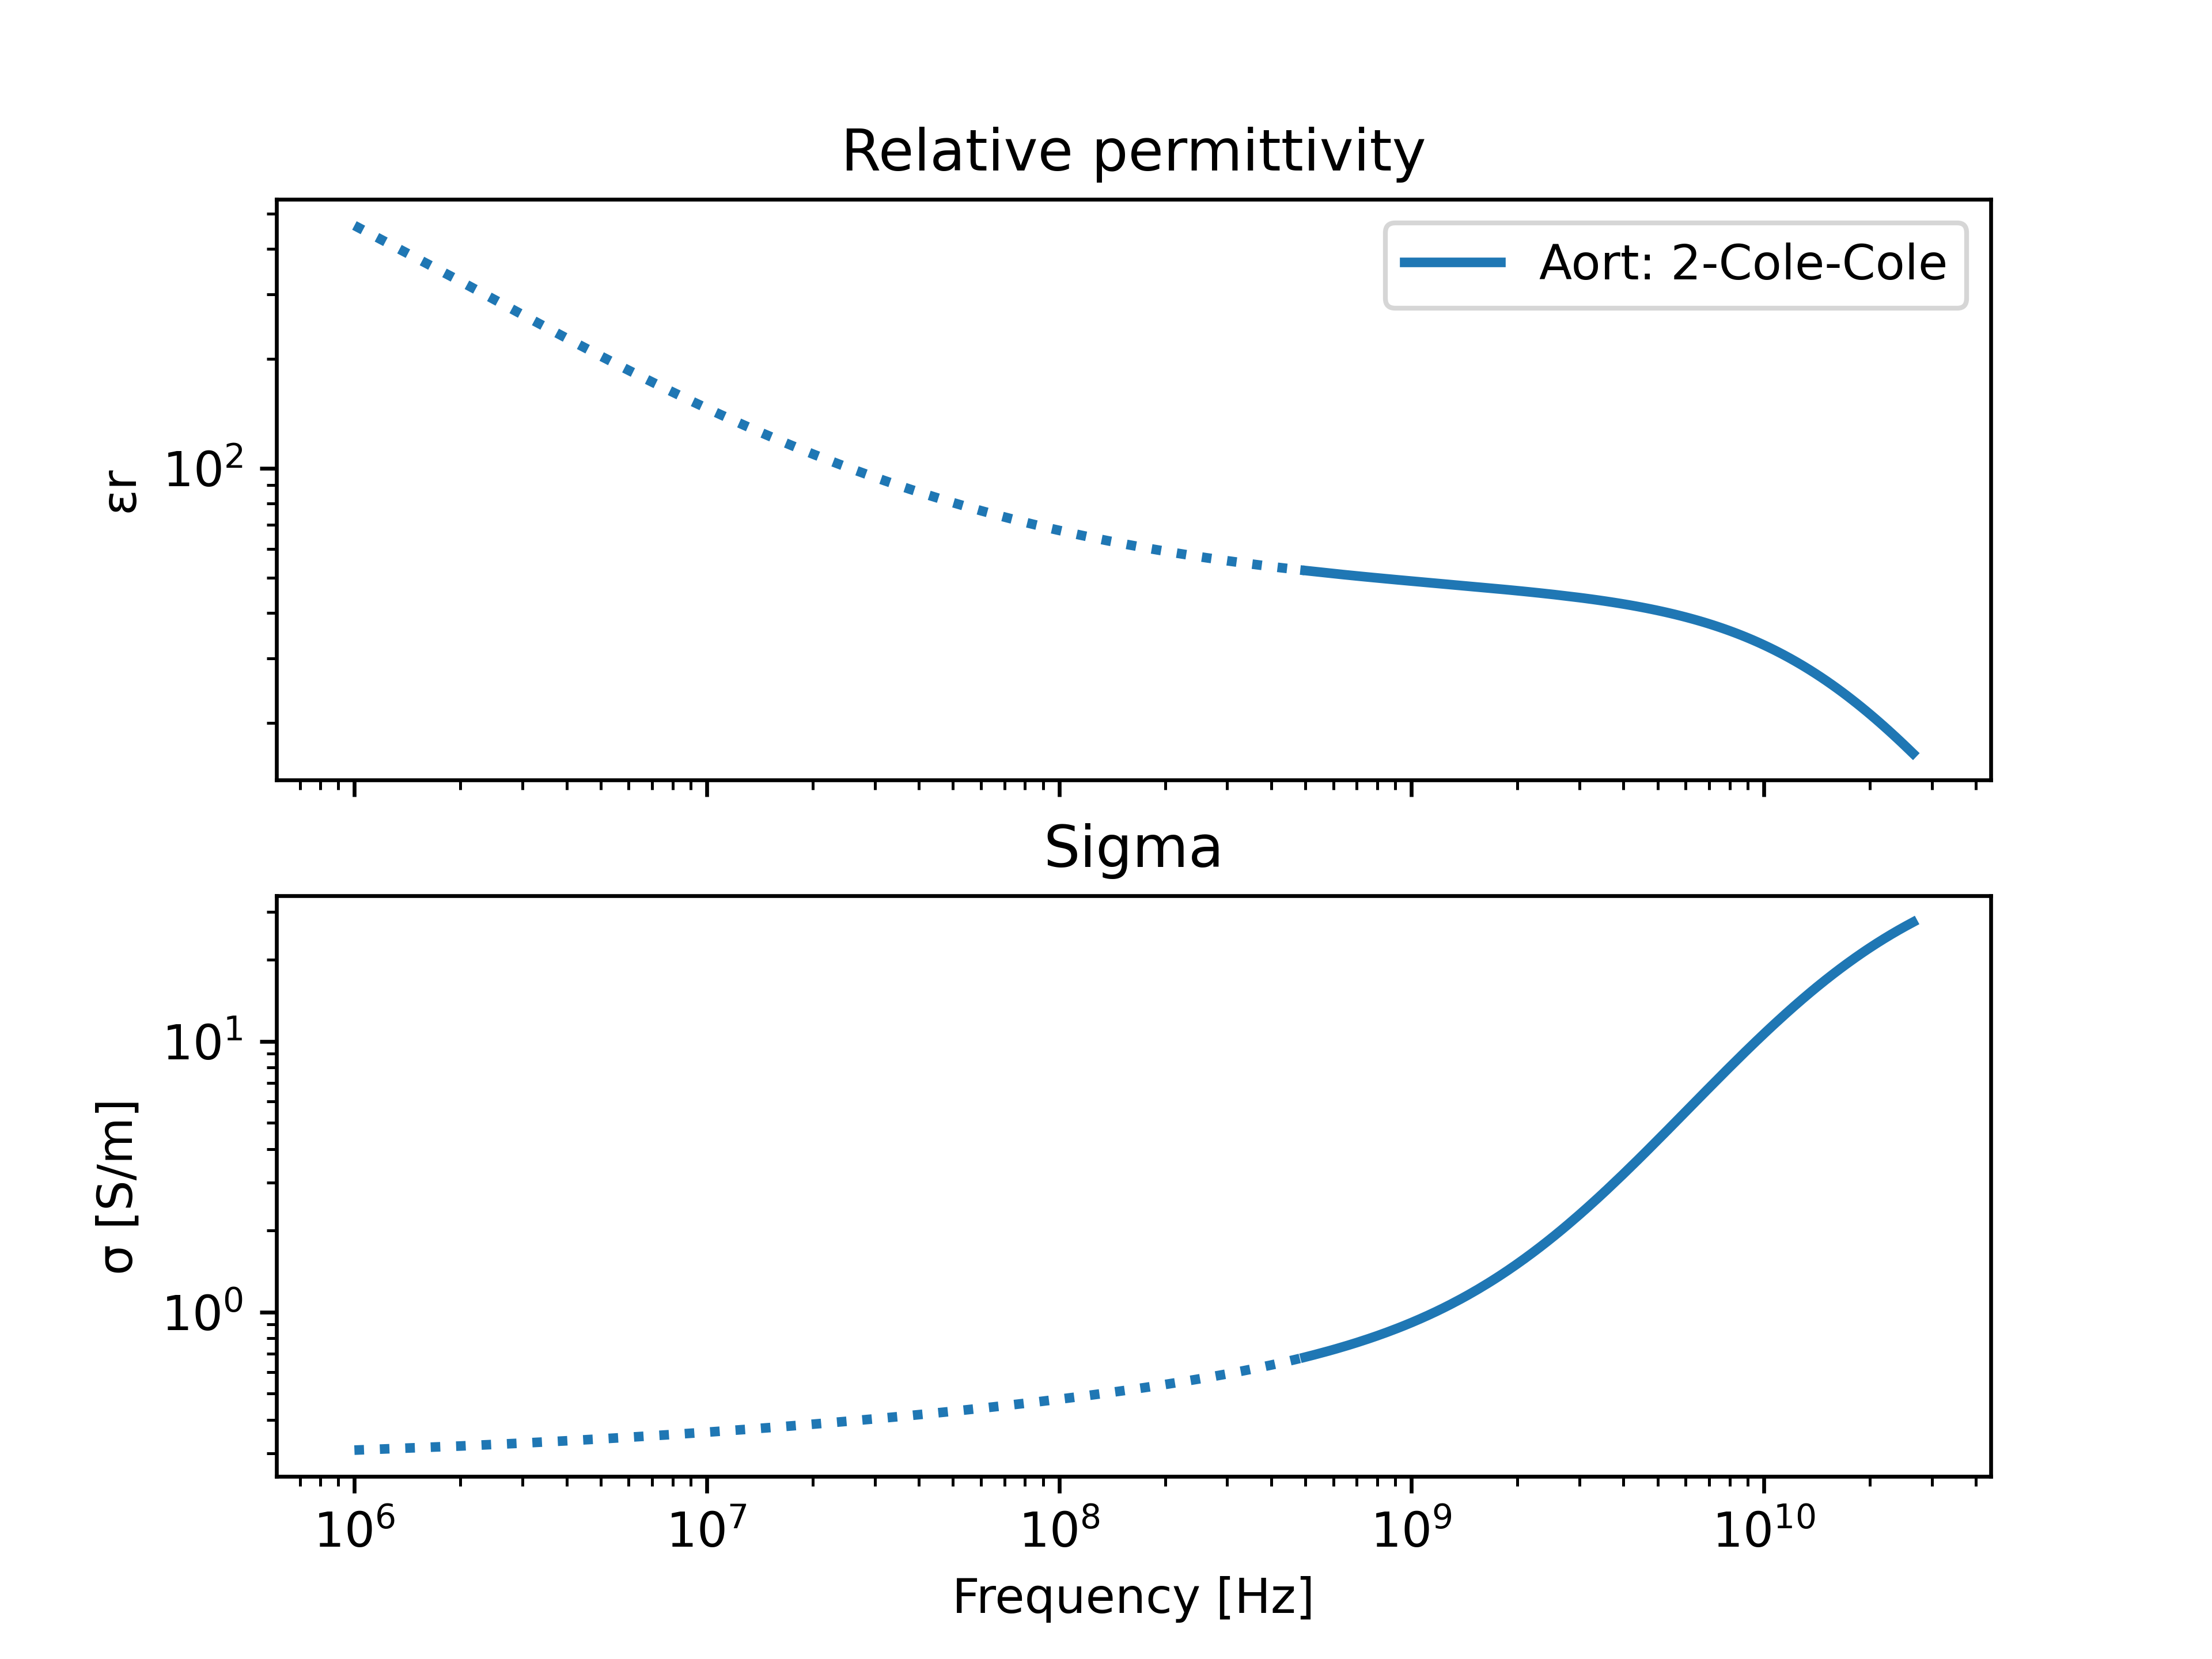 Relative permittivity
Aort: 2-Cole-Cole
εr
10²
Sigma
σ [S/m]
10¹
10⁰
10⁶ 10⁷ 10⁸ 10⁹ 10¹⁰
Frequency [Hz]